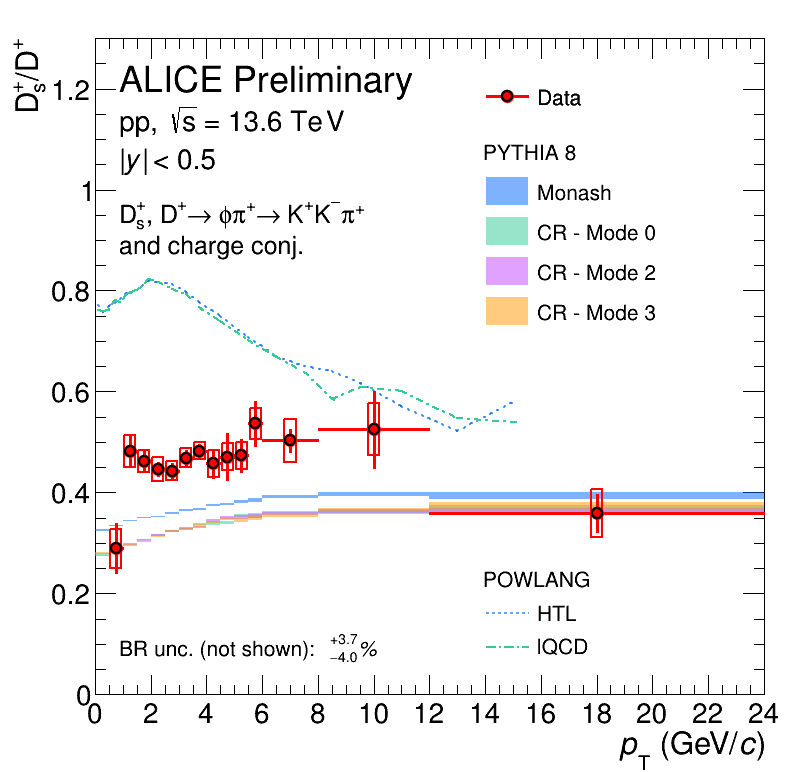 D_s^+/D^+
ALICE Preliminary
pp, √s = 13.6 TeV
|y| < 0.5
D_s^+, D^+ → ϕπ^+ → K^+K^−π^+
and charge conj.
Data
PYTHIA 8
Monash
CR - Mode 0
CR - Mode 2
CR - Mode 3
POWLANG
HTL
lQCD
BR unc. (not shown): +3.7 −4.0 %
1.2
1
0.8
0.6
0.4
0.2
0
0 2 4 6 8 10 12 14 16 18 20 22 24
p_T (GeV/c)